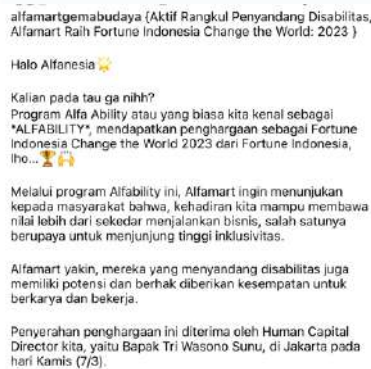 alfamartgemabudaya {Aktif Rangkul Penyandang Disabilitas,
Alfamart Raih Fortune Indonesia Change the World: 2023 }
Halo Alfanesia 🌟
Kalian pada tau ga nihh?
Program Alfa Ability atau yang biasa kita kenal sebagai
"ALFABILITY", mendapatkan penghargaan sebagai Fortune
Indonesia Change the World 2023 dari Fortune Indonesia,
lho... 🏆🙌
Melalui program Alfability ini, Alfamart ingin menunjukan
kepada masyarakat bahwa, kehadiran kita mampu membawa
nilai lebih dari sekedar menjalankan bisnis, salah satunya
berupaya untuk menjunjung tinggi inklusivitas.
Alfamart yakin, mereka yang menyandang disabilitas juga
memiliki potensi dan berhak diberikan kesempatan untuk
berkarya dan bekerja.
Penyerahan penghargaan ini diterima oleh Human Capital
Director kita, yaitu Bapak Tri Wasono Sunu, di Jakarta pada
hari Kamis (7/3).